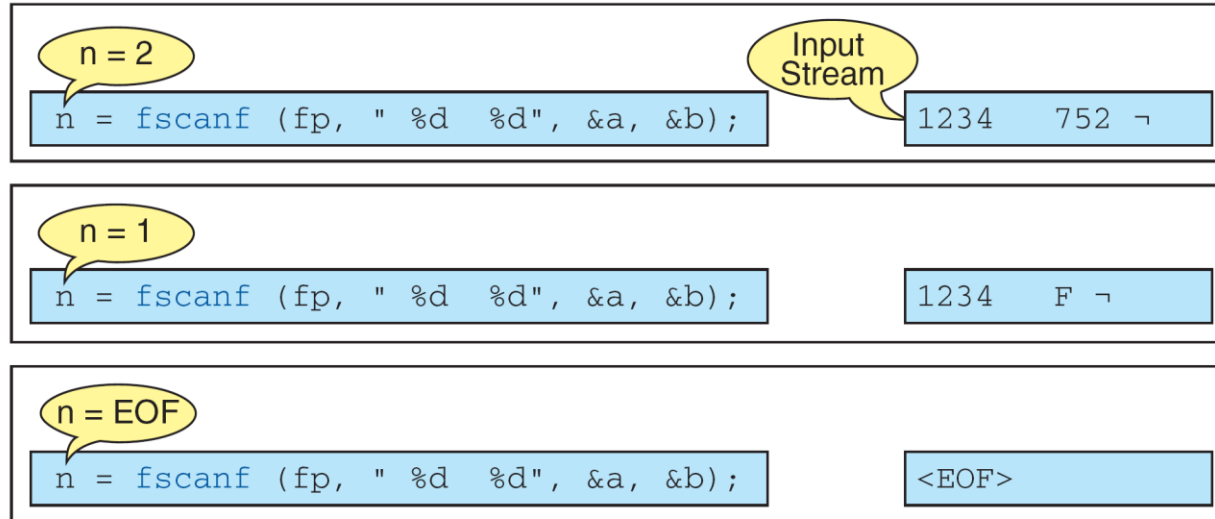 n = 2
Input
Stream
n = fscanf (fp, " %d  %d", &a, &b);
1234   752 ¬
n = 1
n = fscanf (fp, " %d  %d", &a, &b);
1234   F ¬
n = EOF
n = fscanf (fp, " %d  %d", &a, &b);
<EOF>